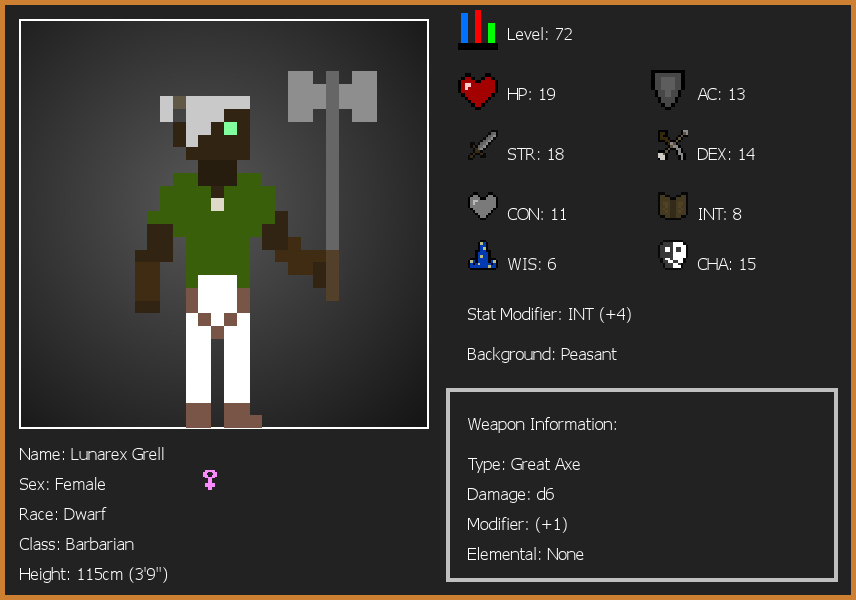 Level: 72
HP: 19
AC: 13
STR: 18
DEX: 14
CON: 11
INT: 8
WIS: 6
CHA: 15
Stat Modifier: INT (+4)
Background: Peasant
Weapon Information:
Type: Great Axe
Damage: d6
Modifier: (+1)
Elemental: None
Name: Lunarex Grell
Sex: Female
Race: Dwarf
Class: Barbarian
Height: 115cm (3'9")